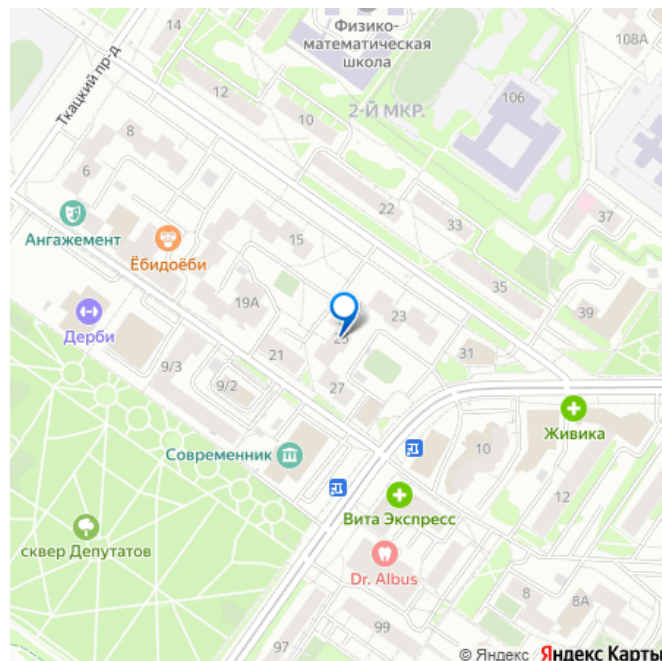 14
Физико-
математическая
школа
108А
Ткацкий пр-д
12
10
2-Й МКР.
106
8
6
22
33
37
Ангажемент
Ёбидоёби
15
35
19А
23
39
Дерби
25
31
9/3
21
9/2
27
Живика
Современник
10
Вита Экспресс
12
сквер Депутатов
Dr. Albus
8
8А
99
97
© Яндекс Яндекс Карты